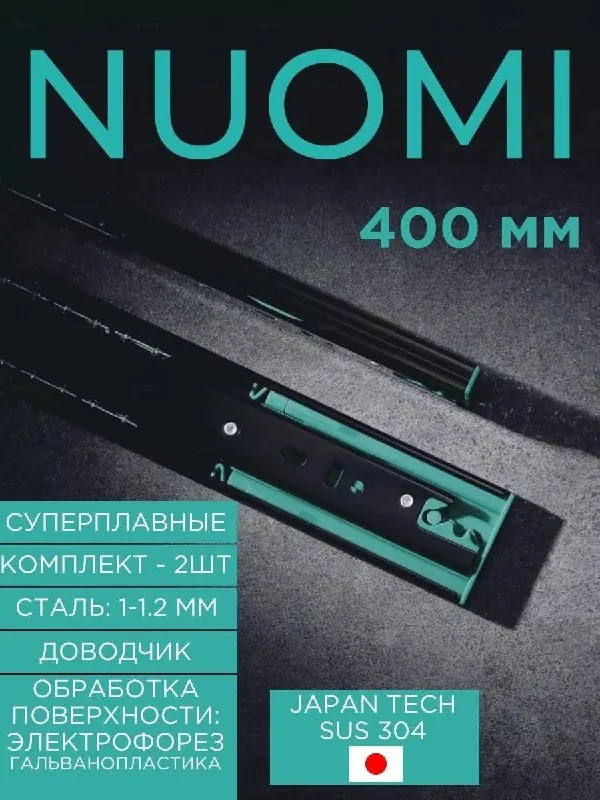 NUOMI
400 мм
СУПЕРПЛАВНЫЕ
КОМПЛЕКТ - 2ШТ
СТАЛЬ: 1-1.2 ММ
ДОВОДЧИК
ОБРАБОТКА
ПОВЕРХНОСТИ:
ЭЛЕКТРОФОРЕЗ
ГАЛЬВАНОПЛАСТИКА
JAPAN TECH
SUS 304